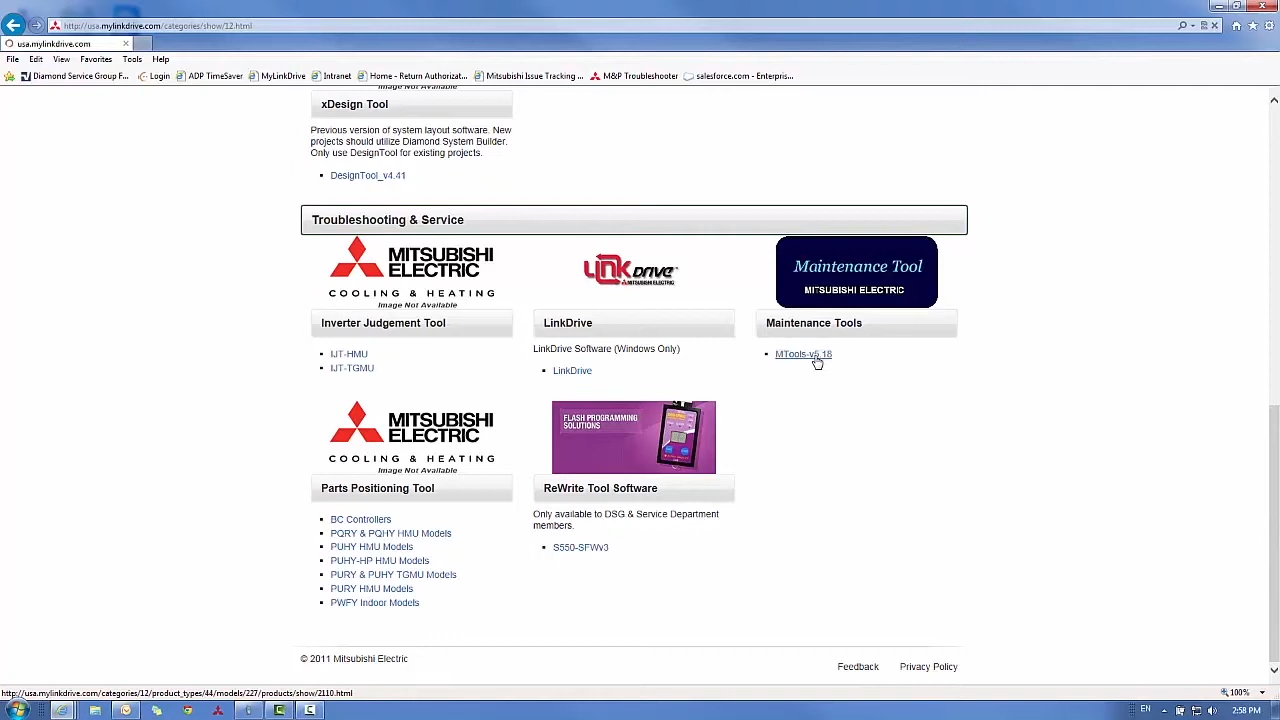 http://usa.mylinkdrive.com/categories/show/12.html
usa.mylinkdrive.com
File Edit View Favorites Tools Help
Diamond Service Group F... Login ADP TimeSaver MyLinkDrive Intranet Home - Return Authorizat... Mitsubishi Issue Tracking ... M&P Troubleshooter salesforce.com - Enterpris...
xDesign Tool
Previous version of system layout software. New
projects should utilize Diamond System Builder.
Only use DesignTool for existing projects.
DesignTool_v4.41
Troubleshooting & Service
MITSUBISHI
ELECTRIC
COOLING & HEATING
Image Not Available
Inverter Judgement Tool
IJT-HMU
IJT-TGMU
LINK DRIVE
MITSUBISHI ELECTRIC
LinkDrive
LinkDrive Software (Windows Only)
LinkDrive
Maintenance Tool
MITSUBISHI ELECTRIC
Maintenance Tools
MTools-v5.18
MITSUBISHI
ELECTRIC
COOLING & HEATING
Image Not Available
Parts Positioning Tool
BC Controllers
PQRY & PQHY HMU Models
PUHY HMU Models
PUHY-HP HMU Models
PURY & PUHY TGMU Models
PURY HMU Models
PWFY Indoor Models
FLASH PROGRAMMING
SOLUTIONS
ReWrite Tool Software
Only available to DSG & Service Department
members.
S550-SFWv3
© 2011 Mitsubishi Electric
Feedback Privacy Policy
http://usa.mylinkdrive.com/categories/12/product_types/44/models/227/products/show/2110.html
100%
EN 2:58 PM